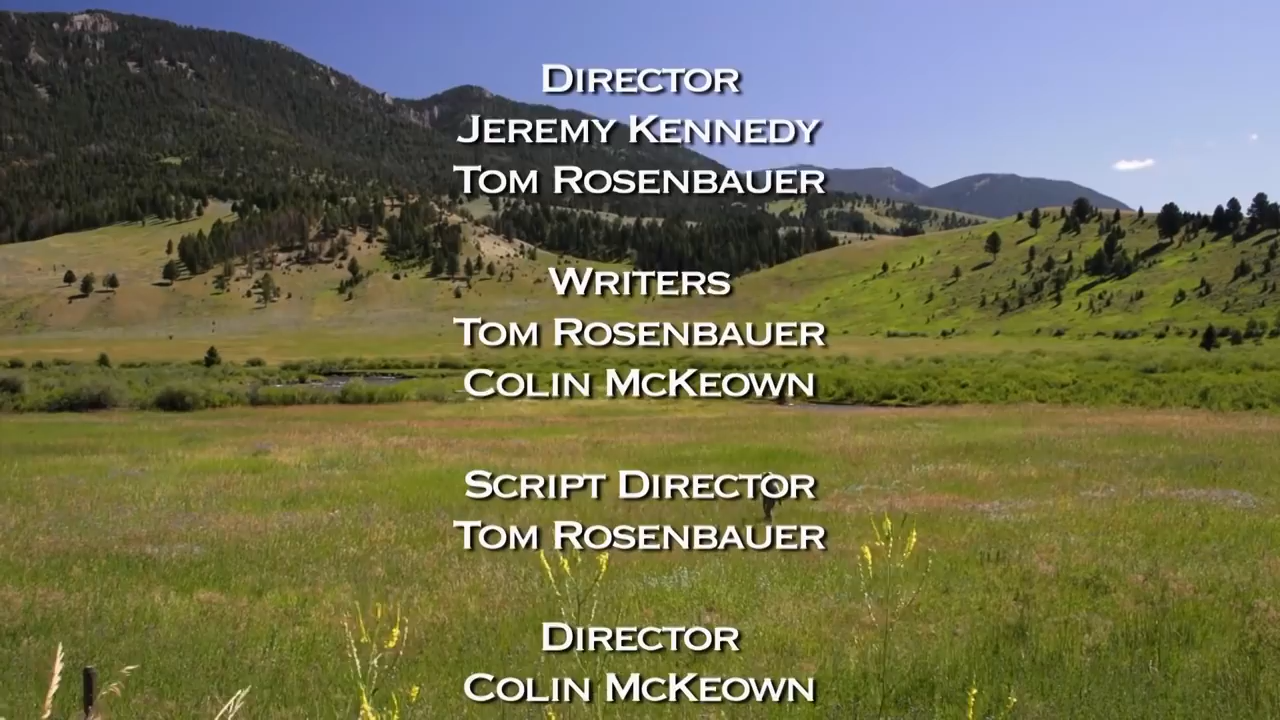 Director
Jeremy Kennedy
Tom Rosenbauer
Writers
Tom Rosenbauer
Colin McKeown
Script Director
Tom Rosenbauer
Director
Colin McKeown